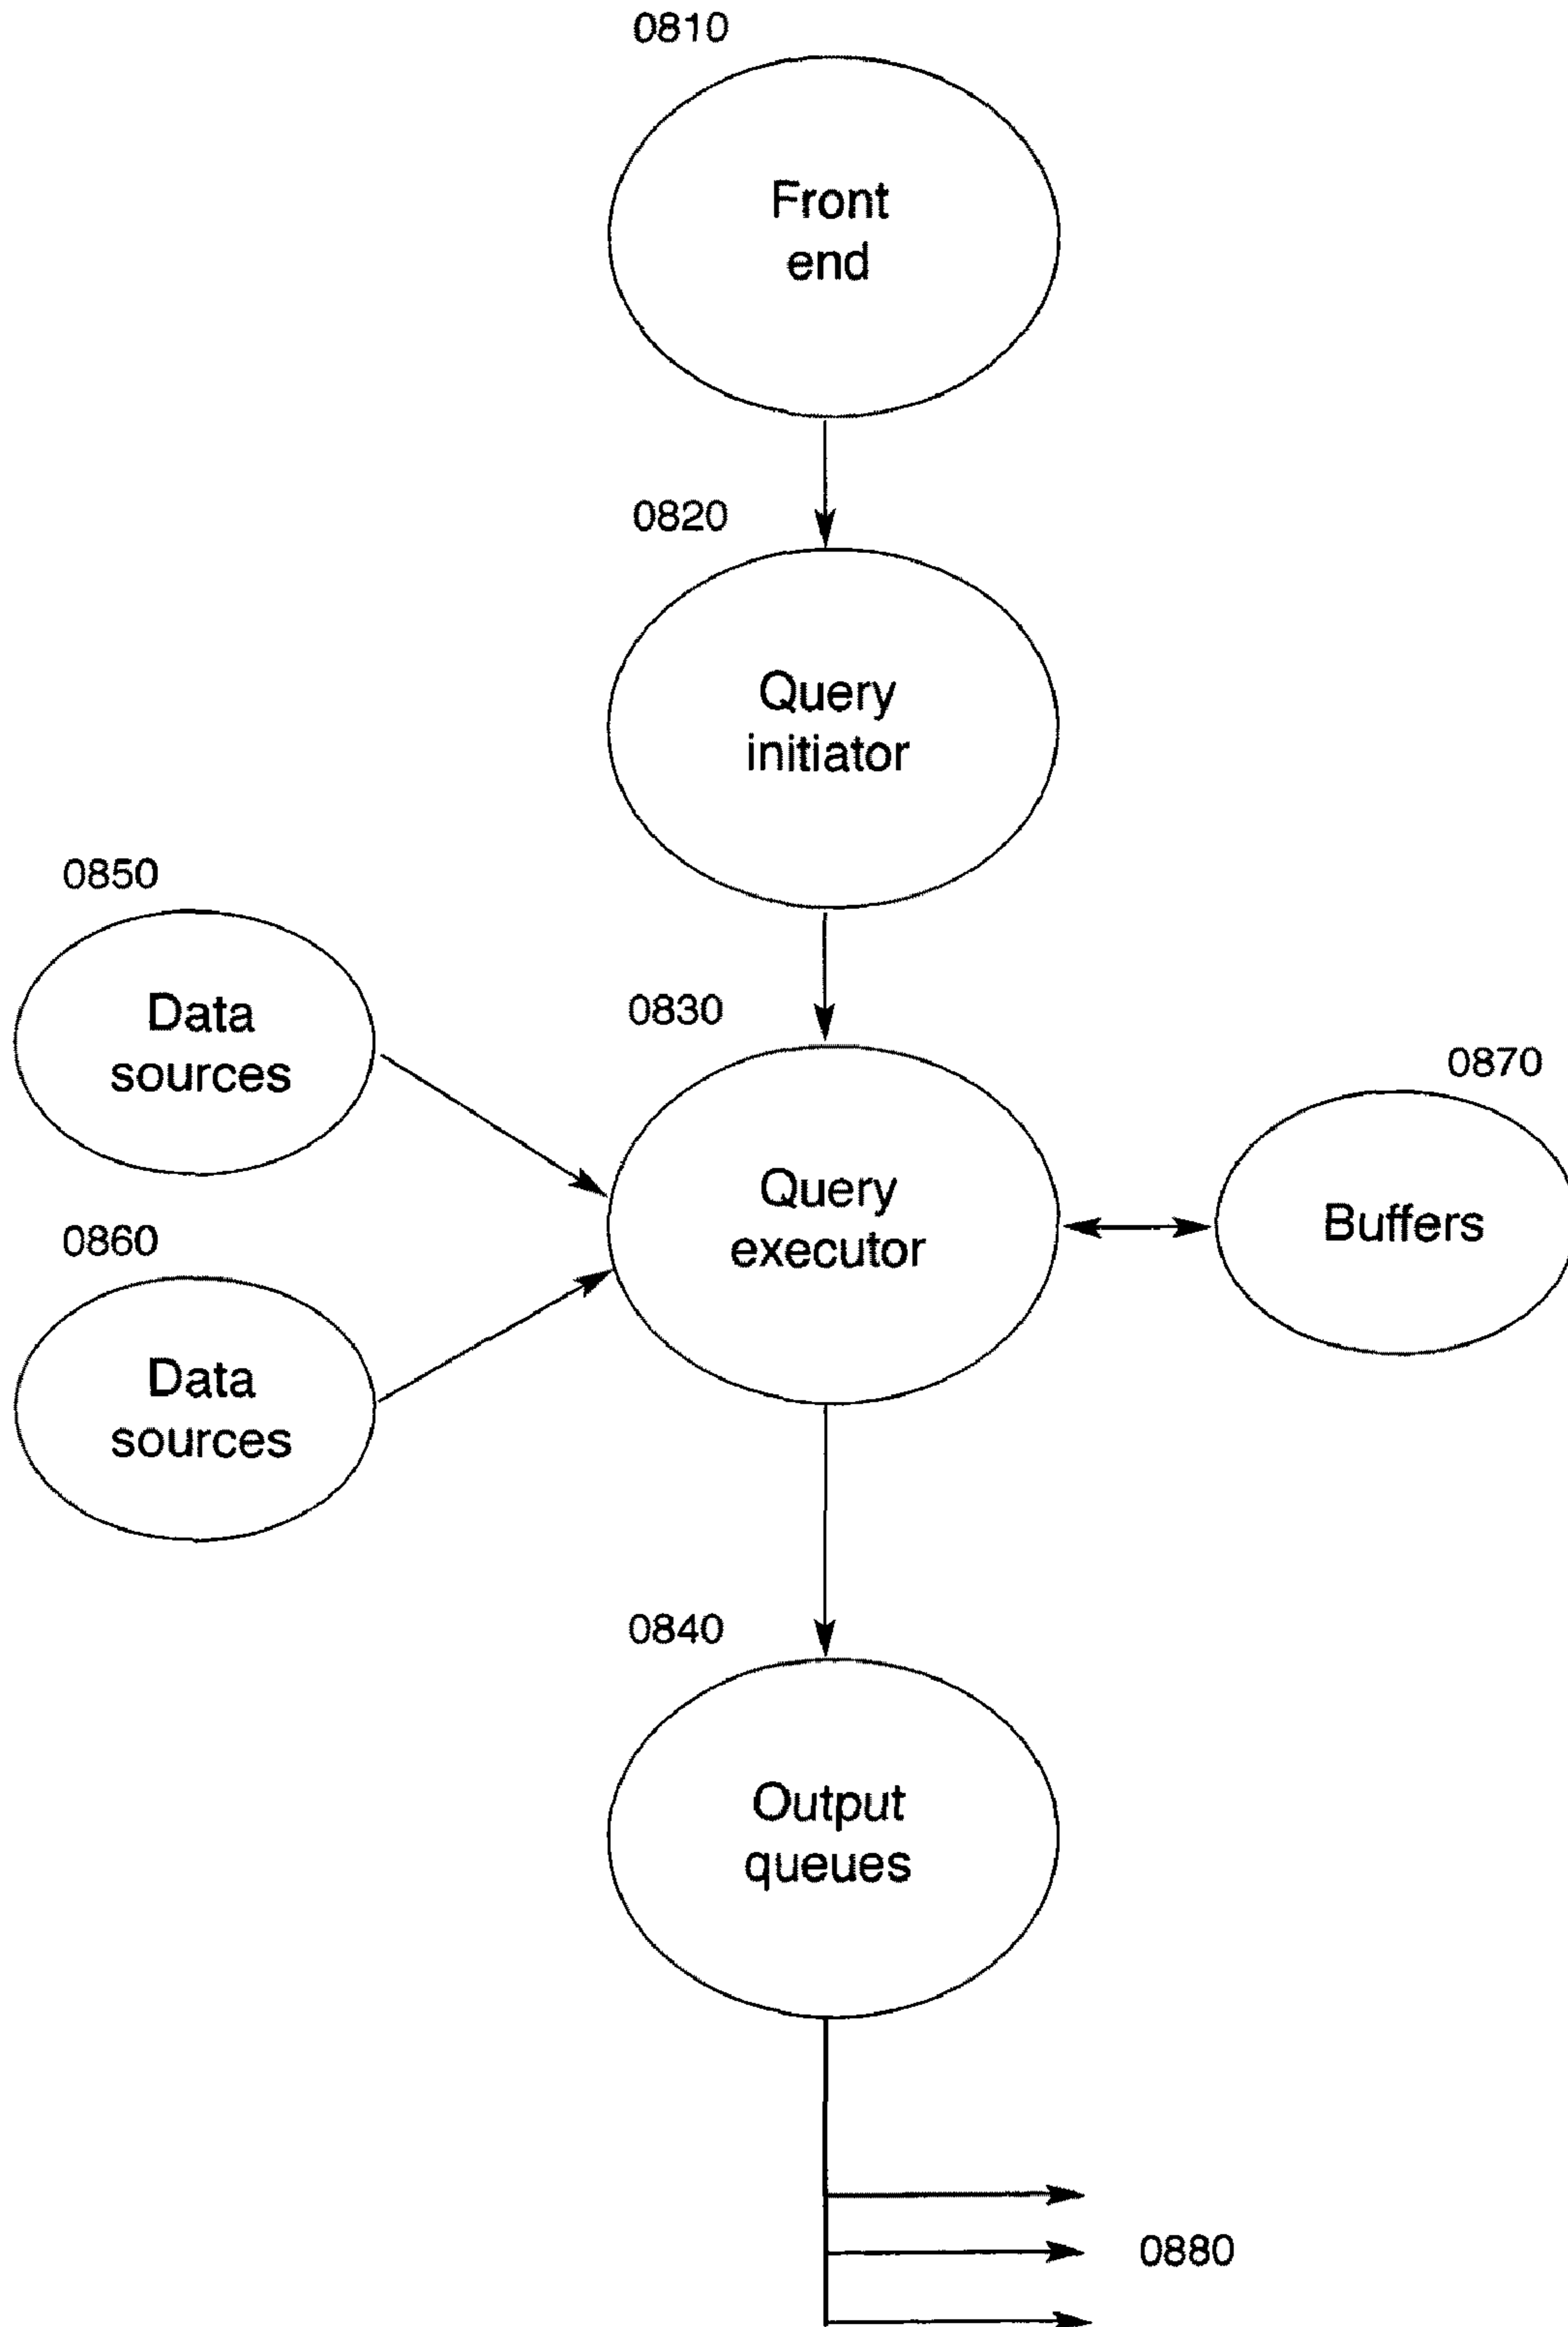 0810
Front
end
0820
Query
initiator
0850
Data
sources
0830
Query
executor
0870
Buffers
0860
Data
sources
0840
Output
queues
0880